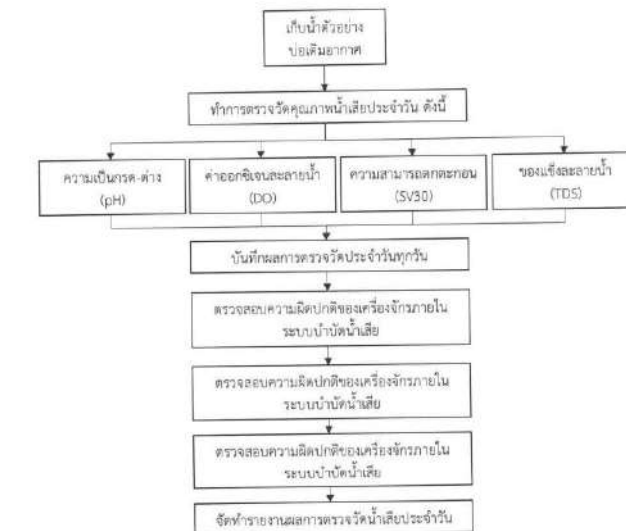 เก็บน้ำตัวอย่าง
บ่อเติมอากาศ
ทำการตรวจวัดคุณภาพน้ำเสียประจำวัน ดังนี้
ความเป็นกรด-ด่าง
(pH)
ค่าออกซิเจนละลายน้ำ
(DO)
ความสามารถตกตะกอน
(SV30)
ของแข็งละลายน้ำ
(TDS)
บันทึกผลการตรวจวัดประจำวันทุกวัน
ตรวจสอบความผิดปกติของเครื่องจักรภายใน
ระบบบำบัดน้ำเสีย
ตรวจสอบความผิดปกติของเครื่องจักรภายใน
ระบบบำบัดน้ำเสีย
ตรวจสอบความผิดปกติของเครื่องจักรภายใน
ระบบบำบัดน้ำเสีย
จัดทำรายงานผลการตรวจวัดน้ำเสียประจำวัน